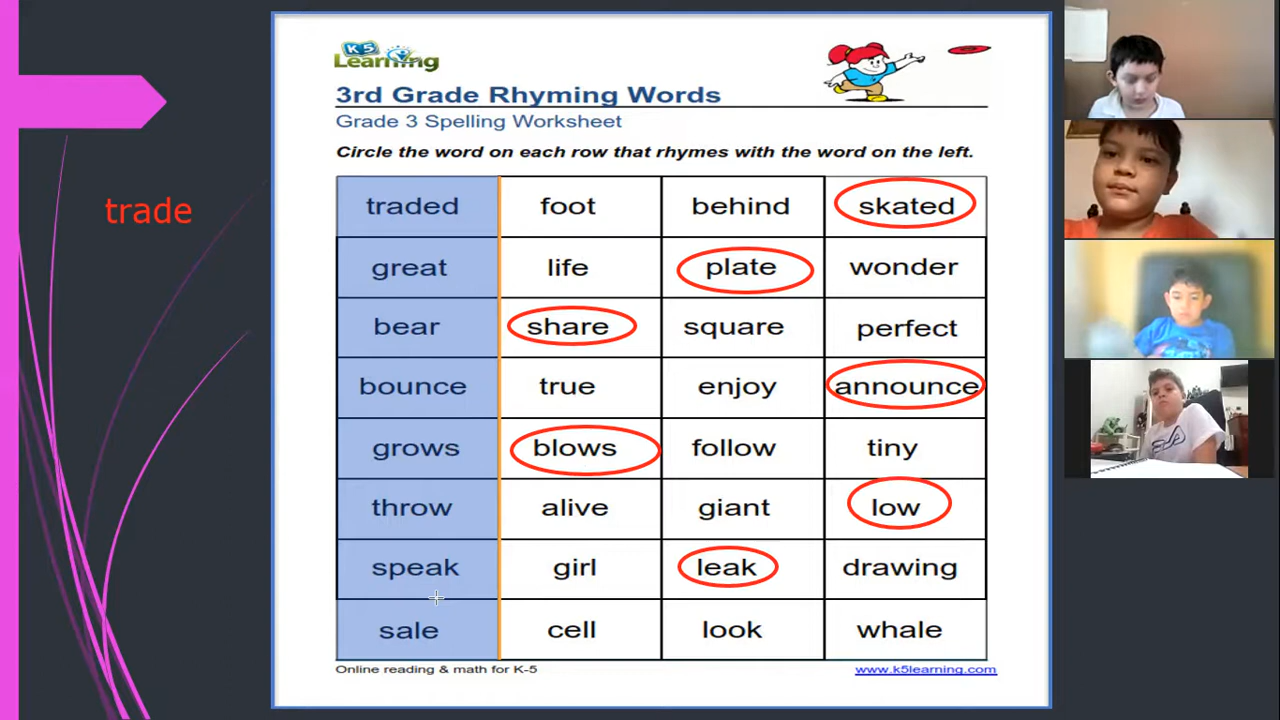 trade
K5
Learning
3rd Grade Rhyming Words
Grade 3 Spelling Worksheet
Circle the word on each row that rhymes with the word on the left.
traded foot behind skated
great life plate wonder
bear share square perfect
bounce true enjoy announce
grows blows follow tiny
throw alive giant low
speak girl leak drawing
sale cell look whale
Online reading & math for K-5 www.k5learning.com